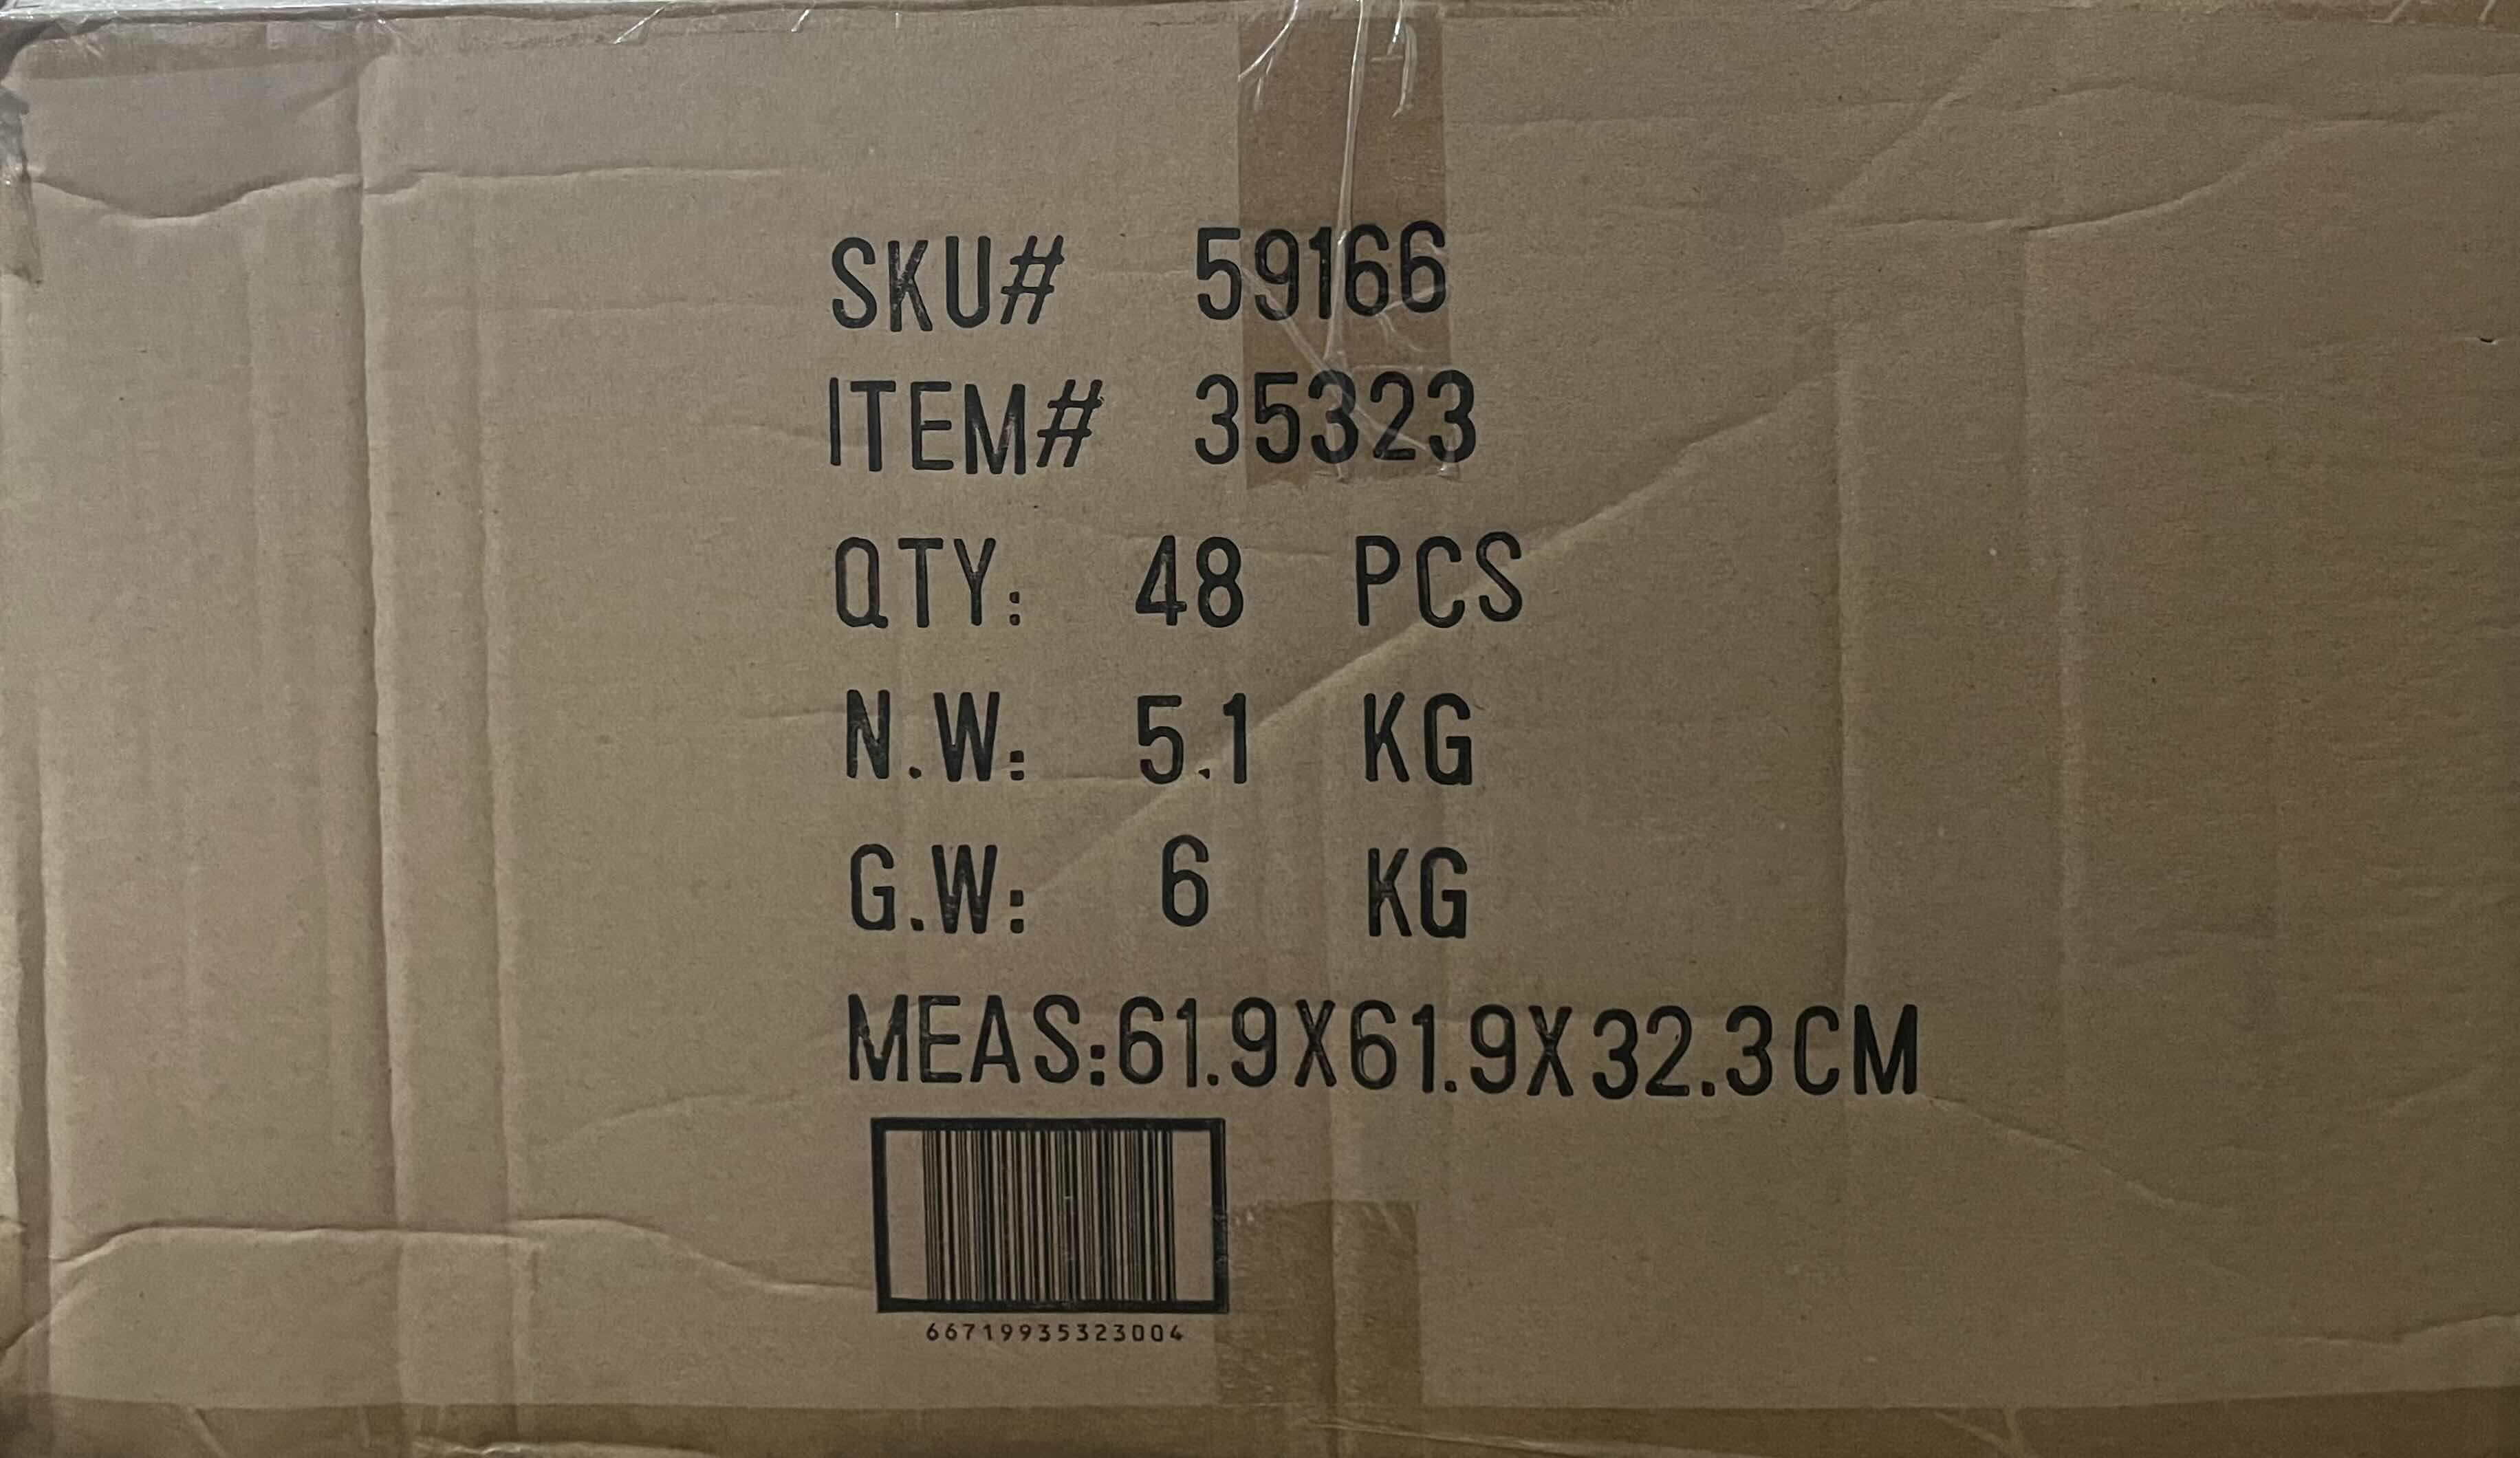 SKU# 59166
ITEM# 35323
QTY: 48 PCS
N.W: 5.1 KG
G.W: 6 KG
MEAS:61.9X61.9X32.3CM
66719935323004